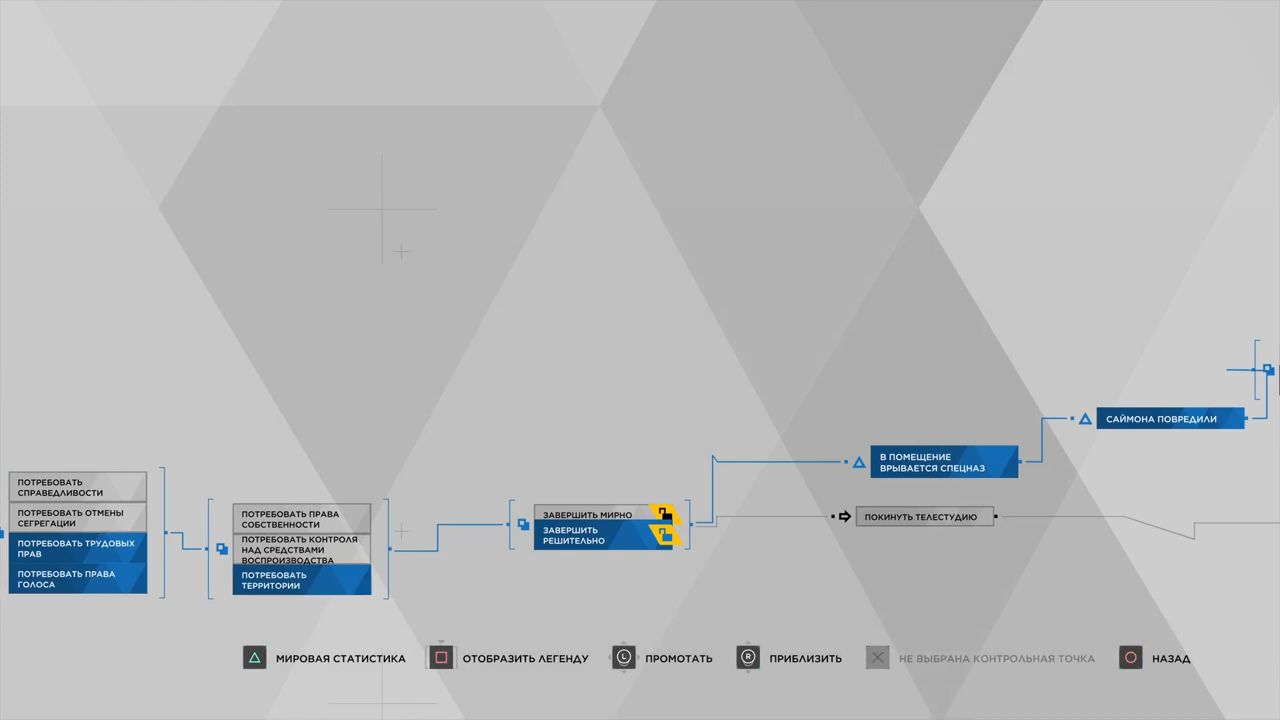 ПОТРЕБОВАТЬ
СПРАВЕДЛИВОСТИ
ПОТРЕБОВАТЬ ОТМЕНЫ
СЕГРЕГАЦИИ
ПОТРЕБОВАТЬ ТРУДОВЫХ
ПРАВ
ПОТРЕБОВАТЬ ПРАВА
ГОЛОСА
ПОТРЕБОВАТЬ ПРАВА
СОБСТВЕННОСТИ
ПОТРЕБОВАТЬ КОНТРОЛЯ
НАД СРЕДСТВАМИ
ВОСПРОИЗВОДСТВА
ПОТРЕБОВАТЬ
ТЕРРИТОРИИ
ЗАВЕРШИТЬ МИРНО
ЗАВЕРШИТЬ
РЕШИТЕЛЬНО
В ПОМЕЩЕНИЕ
ВРЫВАЕТСЯ СПЕЦНАЗ
ПОКИНУТЬ ТЕЛЕСТУДИЮ
САЙМОНА ПОВРЕДИЛИ
МИРОВАЯ СТАТИСТИКА
ОТОБРАЗИТЬ ЛЕГЕНДУ
L ПРОМОТАТЬ
R ПРИБЛИЗИТЬ
НЕ ВЫБРАНА КОНТРОЛЬНАЯ ТОЧКА
НАЗАД